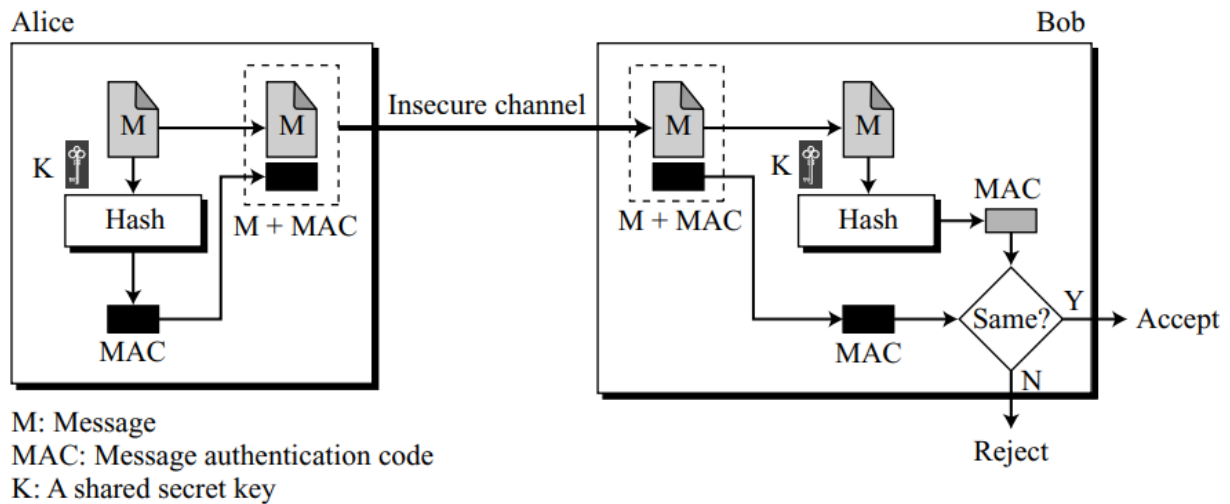 Alice
Bob
M
M
Insecure channel
M
M
K
K
Hash
M + MAC
M + MAC
Hash
MAC
MAC
MAC
Same?
Y
Accept
N
Reject
M: Message
MAC: Message authentication code
K: A shared secret key